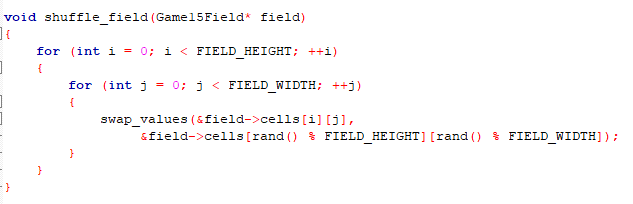 void shuffle_field(Game15Field* field)
{
    for (int i = 0; i < FIELD_HEIGHT; ++i)
    {
        for (int j = 0; j < FIELD_WIDTH; ++j)
        {
            swap_values(&field->cells[i][j],
                 &field->cells[rand() % FIELD_HEIGHT][rand() % FIELD_WIDTH]);
        }
    }
}